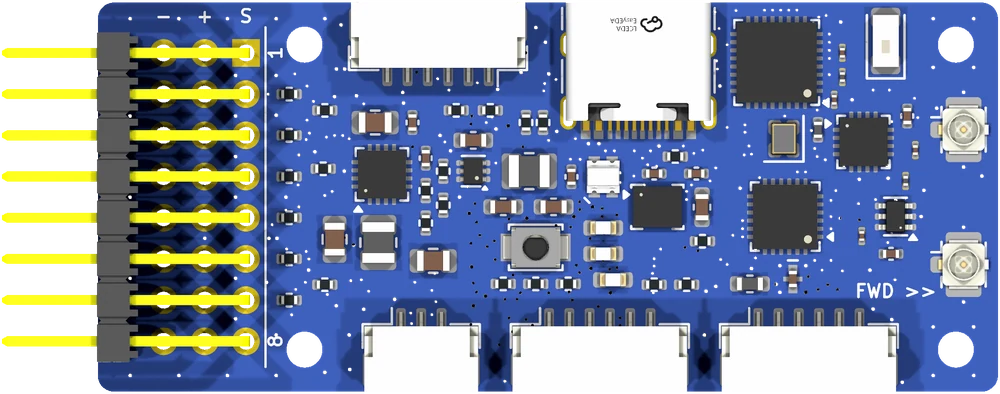 − + S
1
LCEDA
EasyEDA
8
FWD >>